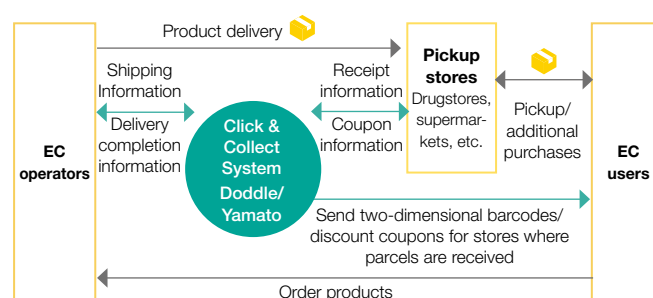 Product delivery
Shipping
Information
Delivery
completion
information
EC
operators
Click &
Collect
System
Doddle/
Yamato
Receipt
information
Coupon
information
Pickup
stores
Drugstores,
supermar-
kets, etc.
Pickup/
additional
purchases
EC
users
Send two-dimensional barcodes/
discount coupons for stores where
parcels are received
Order products